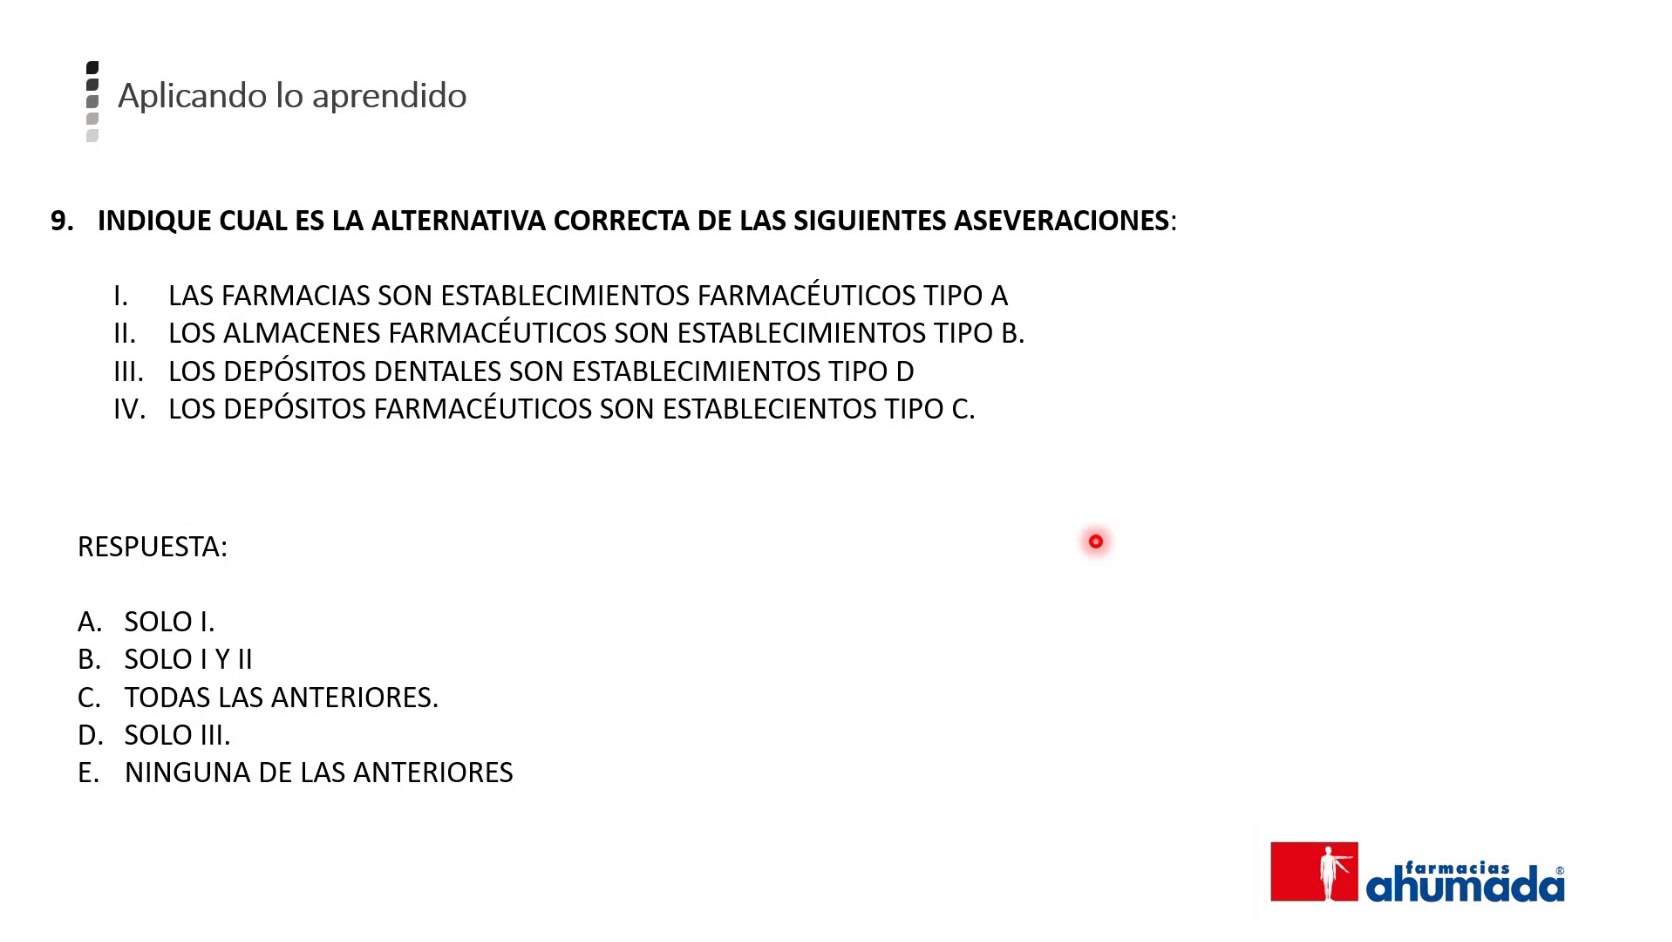 Aplicando lo aprendido
9. INDIQUE CUAL ES LA ALTERNATIVA CORRECTA DE LAS SIGUIENTES ASEVERACIONES:
I. LAS FARMACIAS SON ESTABLECIMIENTOS FARMACÉUTICOS TIPO A
II. LOS ALMACENES FARMACÉUTICOS SON ESTABLECIMIENTOS TIPO B.
III. LOS DEPÓSITOS DENTALES SON ESTABLECIMIENTOS TIPO D
IV. LOS DEPÓSITOS FARMACÉUTICOS SON ESTABLECIENTOS TIPO C.
RESPUESTA:
A. SOLO I.
B. SOLO I Y II
C. TODAS LAS ANTERIORES.
D. SOLO III.
E. NINGUNA DE LAS ANTERIORES
farmacias
ahumada®